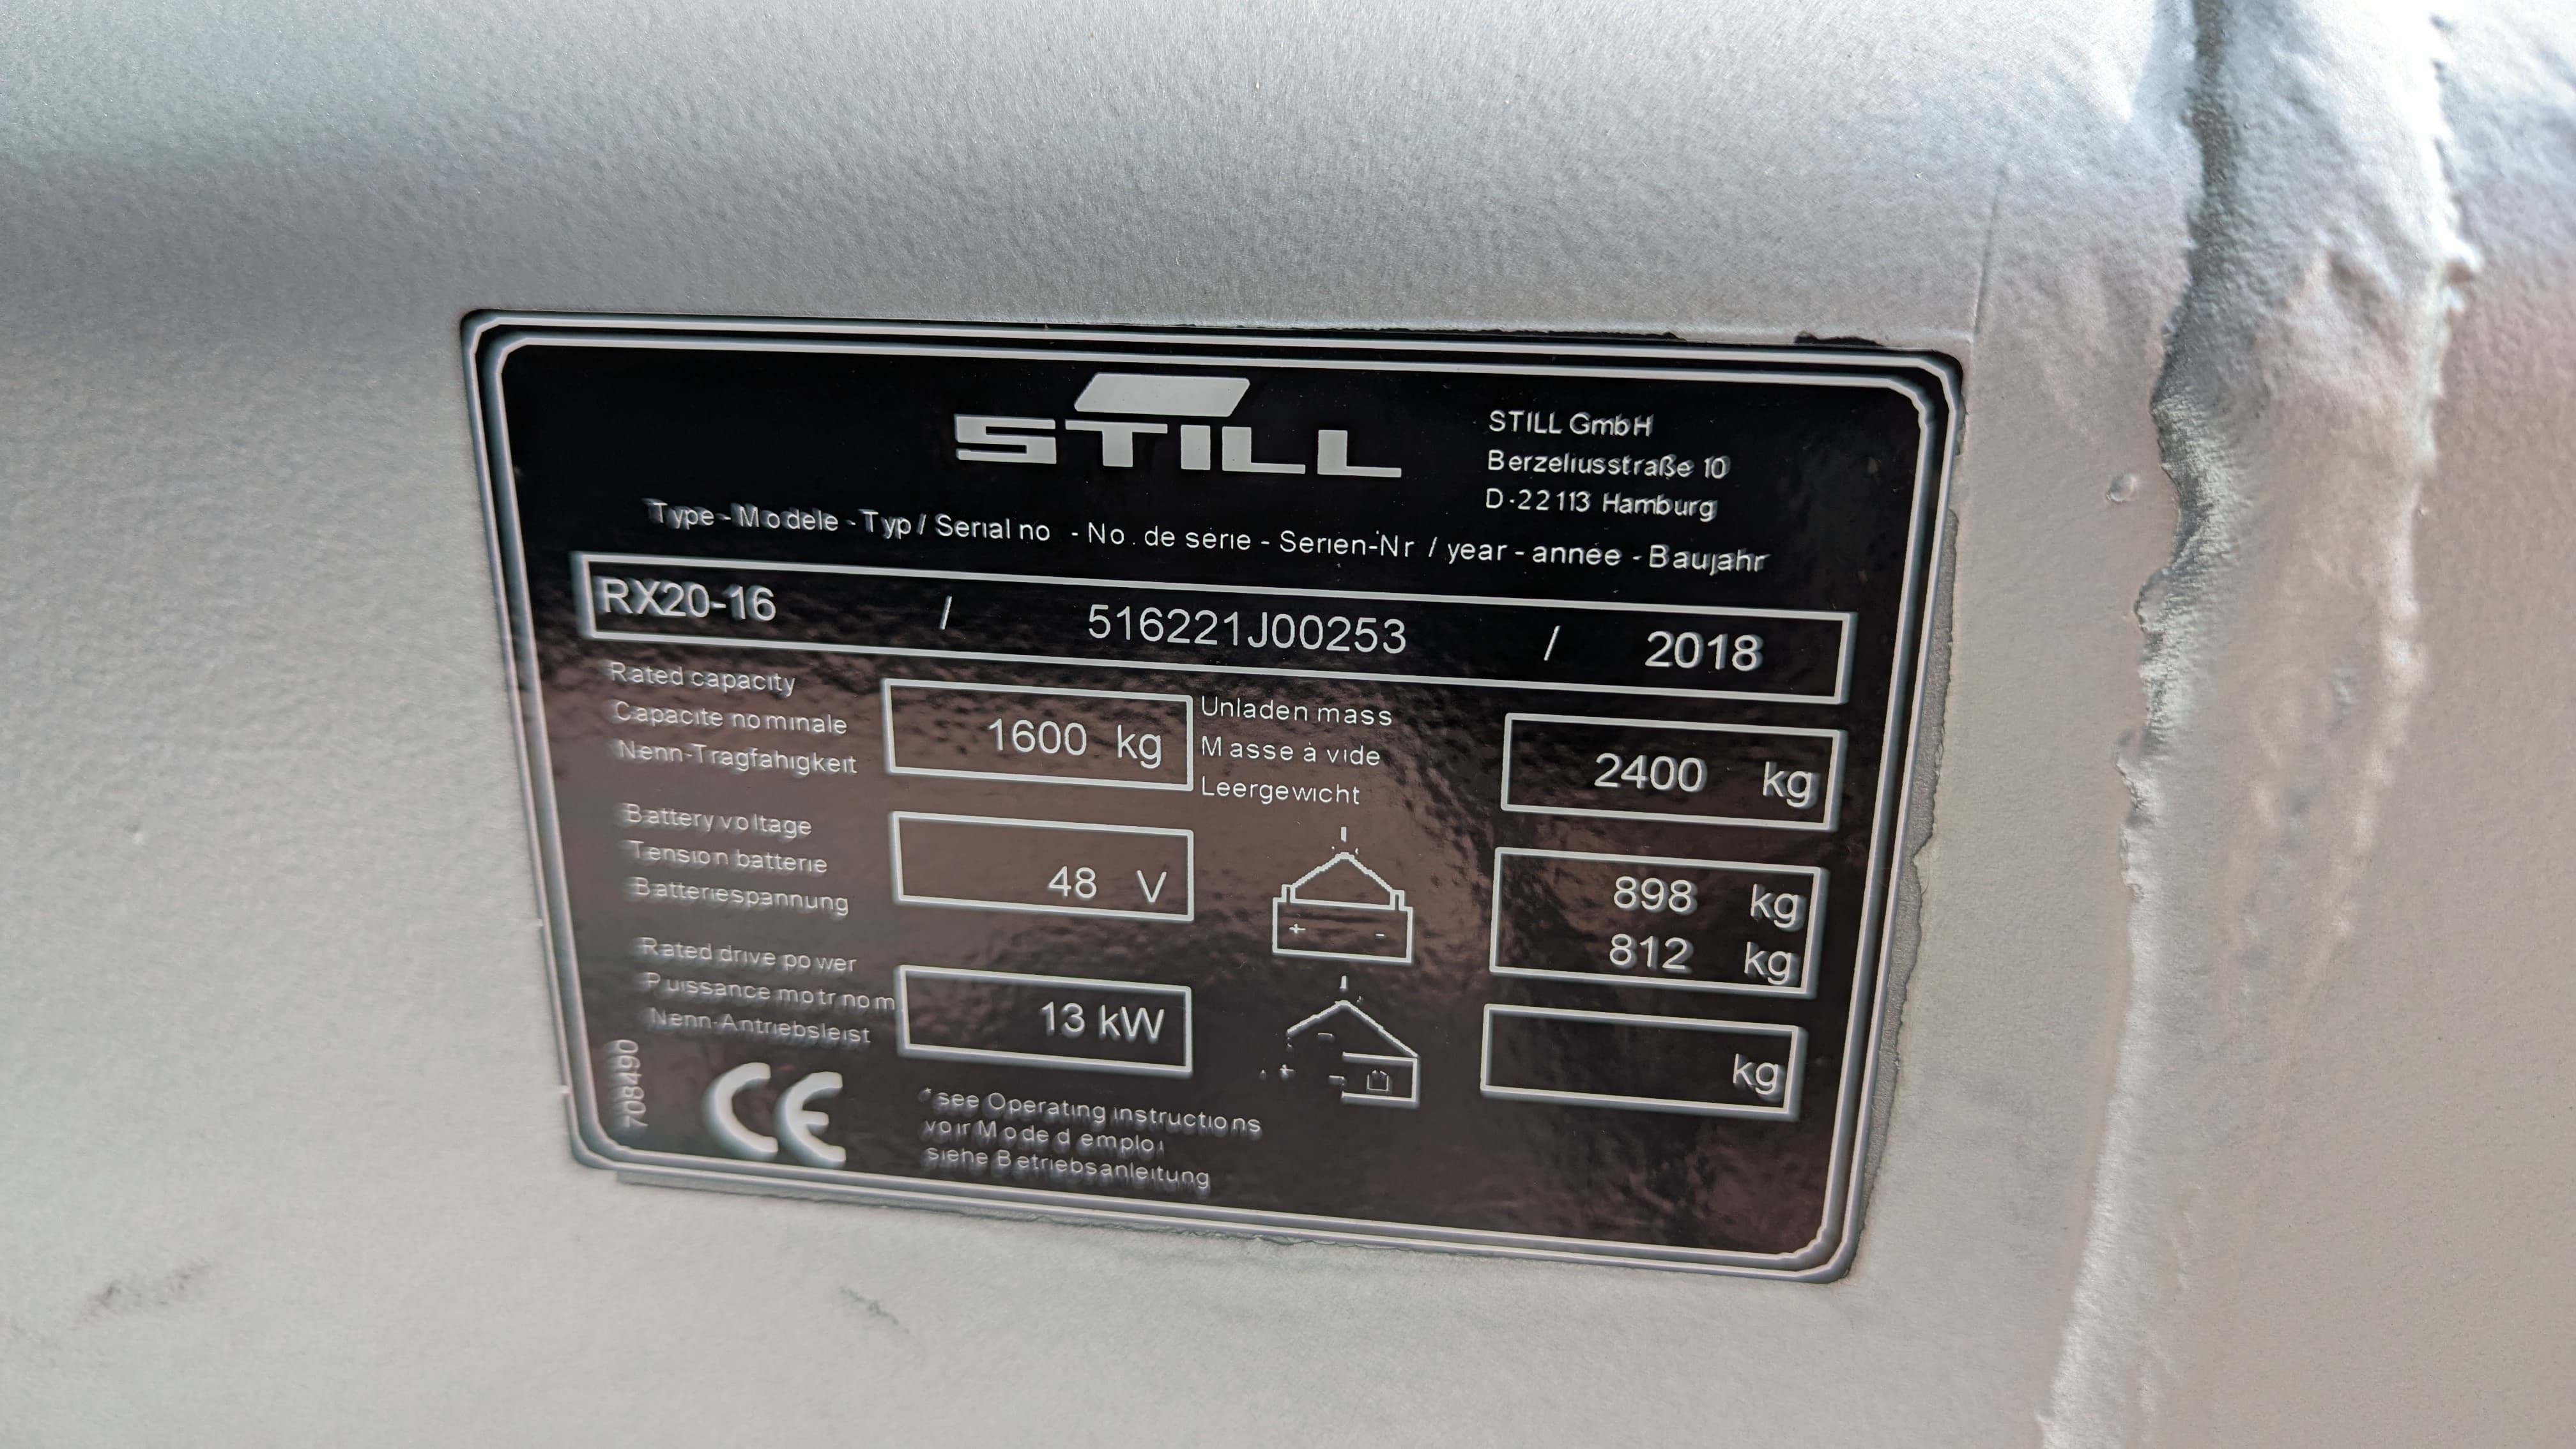 STILL
STILL GmbH
Berzeliusstraße 10
D-22113 Hamburg
Type-Modele-Typ / Serial no - No. de série - Serien-Nr / year - année - Baujahr
RX20-16 / 516221J00253 / 2018
Rated capacity
Capacite nominale
Nenn-Tragfahigkeit
1600 kg
Unladen mass
Masse à vide
Leergewicht
2400 kg
Battery voltage
Tension batterie
Batteriespannung
48 V
+ -
898 kg
812 kg
Rated drive power
Puissance motr nom
Nenn-Antriebsleist
13 kW
+ -
kg
708490
CE
*see Operating instructions
voir Mode d emploi
siehe Betriebsanleitung